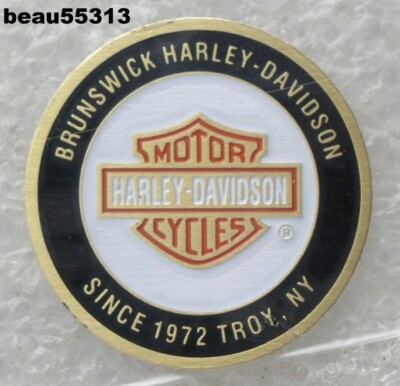 beau55313
BRUNSWICK HARLEY-DAVIDSON
MOTOR
HARLEY-DAVIDSON
CYCLES
®
SINCE 1972 TROY, NY